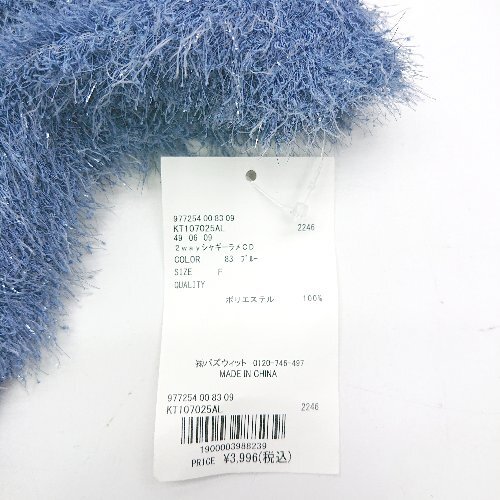 977254 00 83 09
KT107025AL 2246
49 06 09
2wayシャギーラメCD
COLOR 83 ブルー
SIZE F
QUALITY
ポリエステル 100%
㈱バズウィット 0120-746-497
MADE IN CHINA
977254 00 83 09
KT107025AL 2246
1900003988239
PRICE ¥3,996(税込)